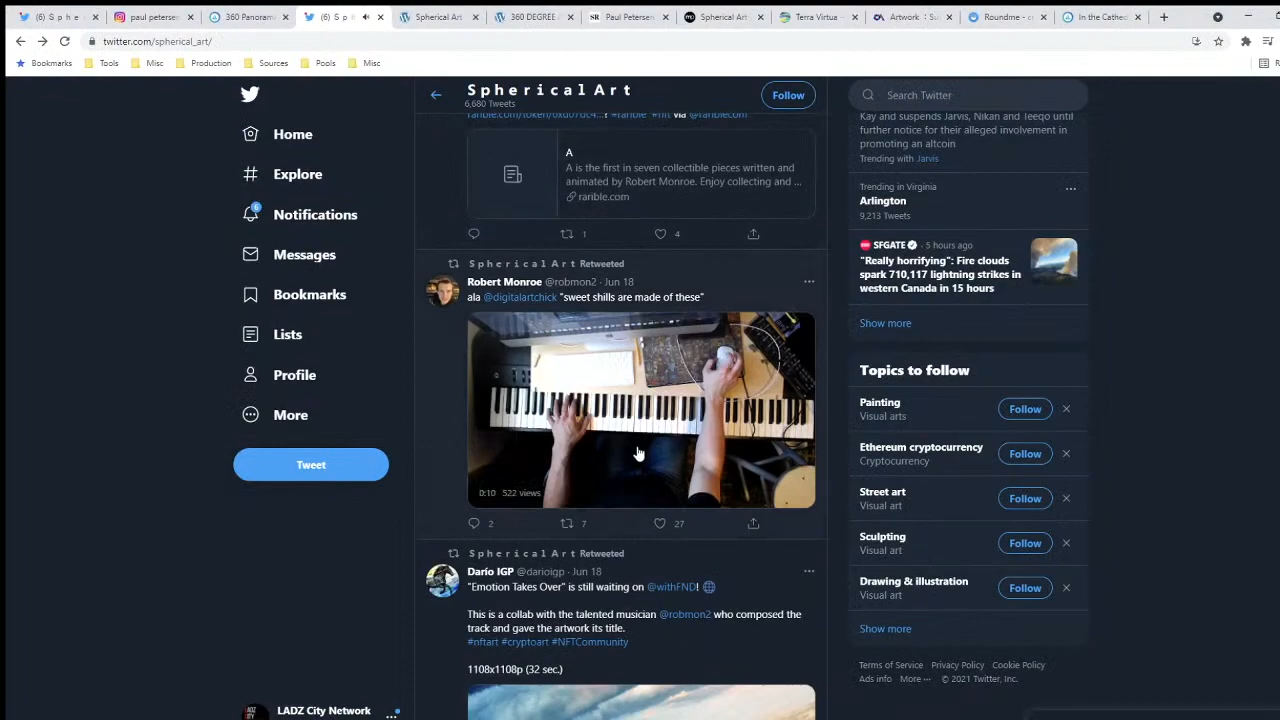 (6) S p h e
paul petersen
360 Panoram
(6) S p h
Spherical Art
360 DEGREE
Paul Petersen
Spherical Art
Terra Virtua -
Artwork : Su
Roundme - c
In the Cathed
twitter.com/spherical_art/
Bookmarks
Tools
Misc
Production
Sources
Pools
Misc
Home
Explore
6
Notifications
Messages
Bookmarks
Lists
Profile
More
Tweet
LADZ City Network
S p h e r i c a l A r t
6,680 Tweets
Follow
#rarible #nft via @rariblecom
A
A is the first in seven collectible pieces written and
animated by Robert Monroe. Enjoy collecting and ...
rarible.com
1
4
S p h e r i c a l A r t Retweeted
Robert Monroe @robmon2 · Jun 18
ala @digitalartchick "sweet shills are made of these"
0:10 522 views
2
7
27
S p h e r i c a l A r t Retweeted
Darío IGP @darioigp · Jun 18
"Emotion Takes Over" is still waiting on @withFND!
This is a collab with the talented musician @robmon2 who composed the
track and gave the artwork its title.
#nftart #cryptoart #NFTCommunity
1108x1108p (32 sec.)
Search Twitter
Kay and suspends Jarvis, Nikan and Teeqo until
further notice for their alleged involvement in
promoting an altcoin
Trending with Jarvis
Trending in Virginia
Arlington
9,213 Tweets
SFGATE · 5 hours ago
"Really horrifying": Fire clouds
spark 710,117 lightning strikes in
western Canada in 15 hours
Show more
Topics to follow
Painting
Visual arts
Follow
Ethereum cryptocurrency
Cryptocurrency
Follow
Street art
Visual art
Follow
Sculpting
Visual art
Follow
Drawing & illustration
Visual art
Follow
Show more
Terms of Service Privacy Policy Cookie Policy
Ads info More ··· © 2021 Twitter, Inc.